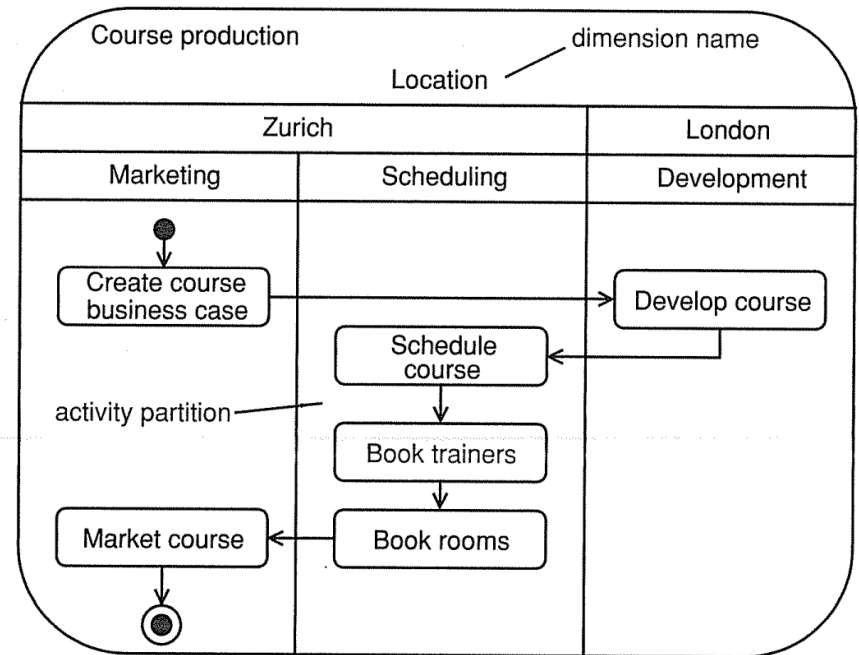 Course production
dimension name
Location
Zurich
London
Marketing
Scheduling
Development
Create course
business case
Develop course
Schedule
course
activity partition
Book trainers
Market course
Book rooms